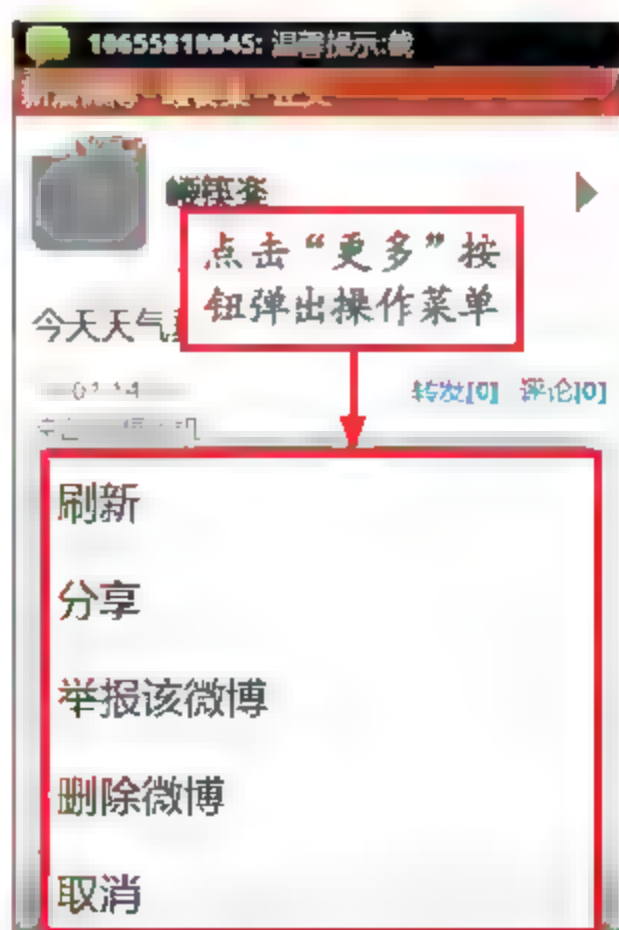 10655810045: 温馨提示:截
点击“更多”按
钮弹出操作菜单
今天天气
转发[0] 评论[0]
刷新
分享
举报该微博
删除微博
取消